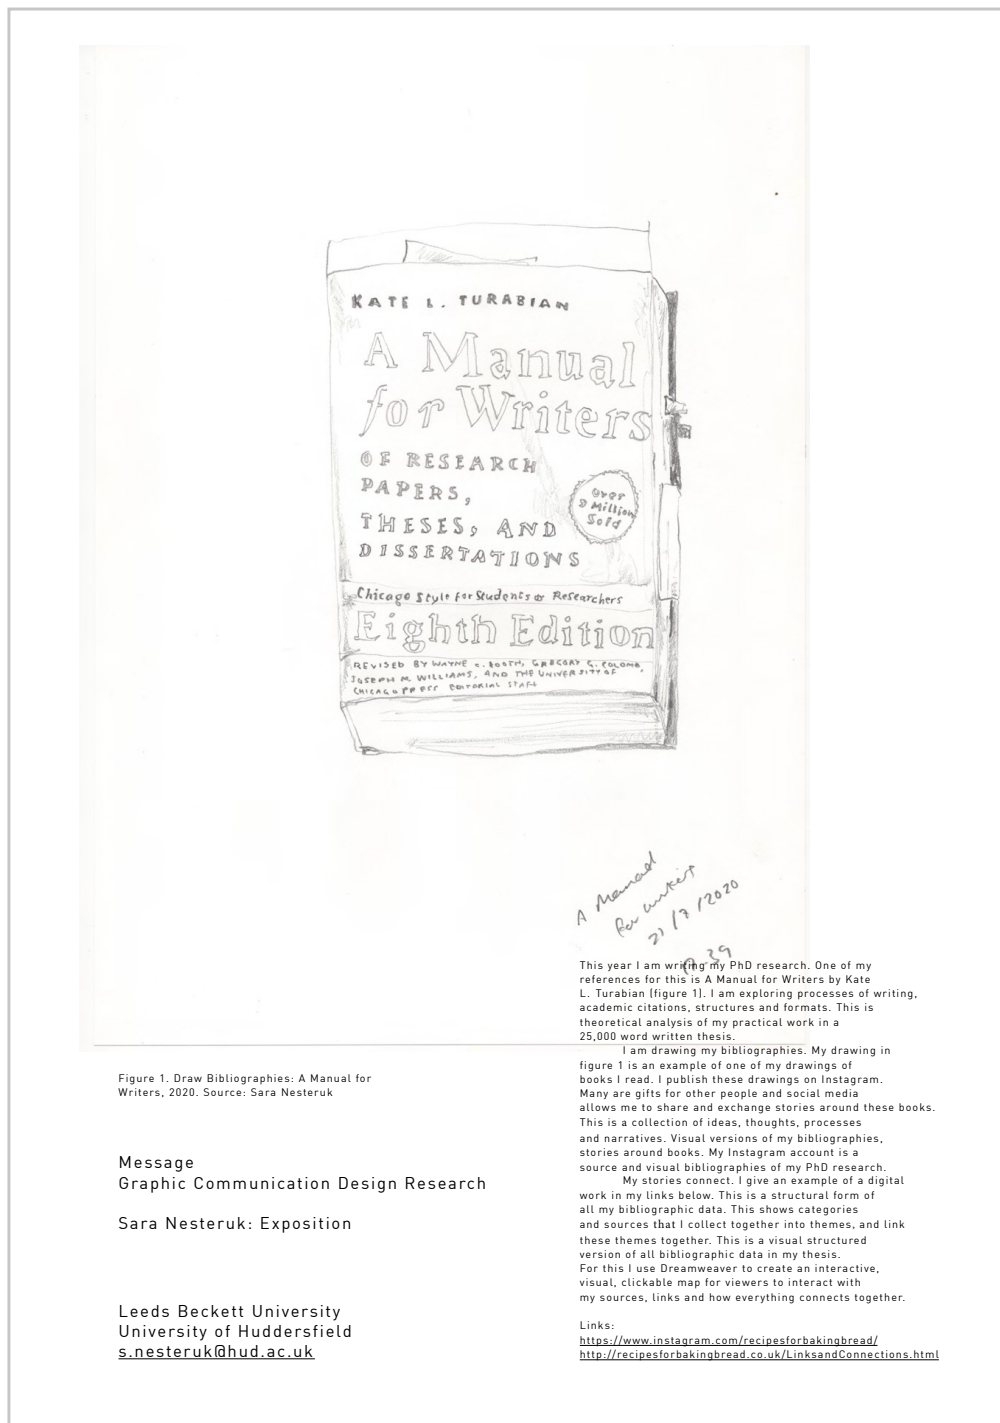 KATE L. TURABIAN
A Manual
for Writers
OF RESEARCH
PAPERS,
THESES, AND
DISSERTATIONS
Over
9 Million
Sold
Chicago Style for Students & Researchers
Eighth Edition
REVISED BY WAYNE C. BOOTH, GREGORY G. COLOMB,
JOSEPH M. WILLIAMS, AND THE UNIVERSITY OF
CHICAGO PRESS EDITORIAL STAFF
A Manual
for writers
/7/2020
39
This year I am writing my PhD research. One of my
references for this is A Manual for Writers by Kate
L. Turabian (figure 1). I am exploring processes of writing,
academic citations, structures and formats. This is
theoretical analysis of my practical work in a
25,000 word written thesis.
I am drawing my bibliographies. My drawing in
figure 1 is an example of one of my drawings of
books I read. I publish these drawings on Instagram.
Many are gifts for other people and social media
allows me to share and exchange stories around these books.
This is a collection of ideas, thoughts, processes
and narratives. Visual versions of my bibliographies,
stories around books. My Instagram account is a
source and visual bibliographies of my PhD research.
My stories connect. I give an example of a digital
work in my links below. This is a structural form of
all my bibliographic data. This shows categories
and sources that I collect together into themes, and link
these themes together. This is a visual structured
version of all bibliographic data in my thesis.
For this I use Dreamweaver to create an interactive,
visual, clickable map for viewers to interact with
my sources, links and how everything connects together.
Links:
https://www.instagram.com/recipesforbakingbread/
http://recipesforbakingbread.co.uk/LinksandConnections.html
Figure 1. Draw Bibliographies: A Manual for
Writers, 2020. Source: Sara Nesteruk
Message
Graphic Communication Design Research
Sara Nesteruk: Exposition
Leeds Beckett University
University of Huddersfield
s.nesteruk@hud.ac.uk